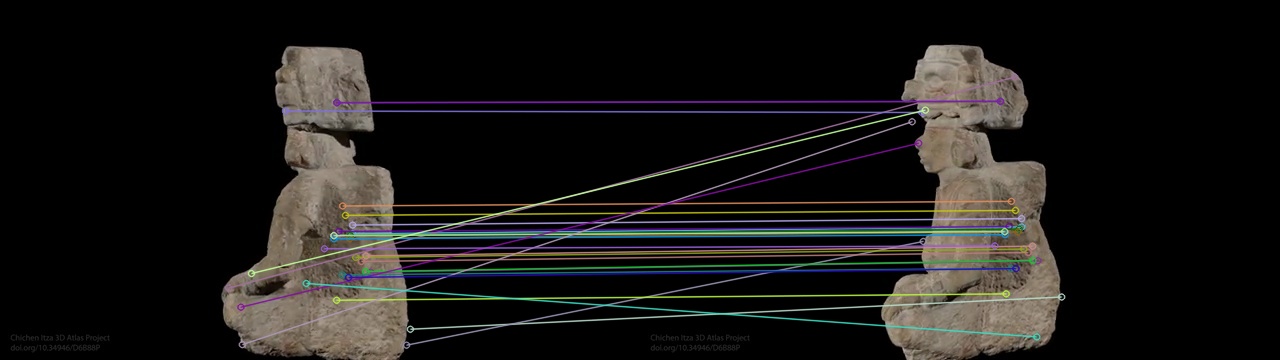 Chichen Itza 3D Atlas Project
doi.org/10.34946/D6B88P
Chichen Itza 3D Atlas Project
doi.org/10.34946/D6B88P